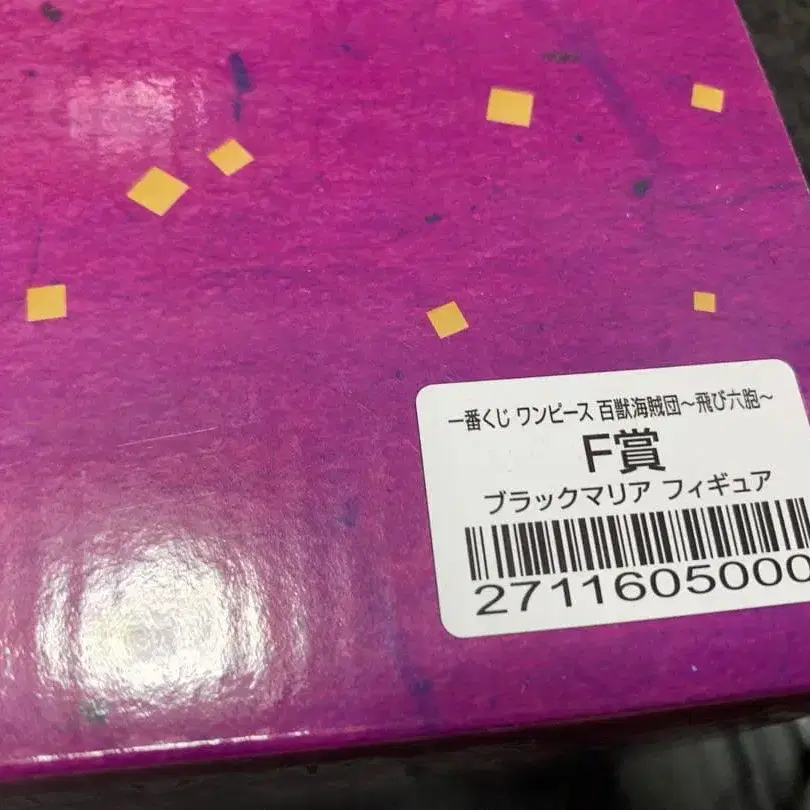 一番くじ ワンピース 百獣海賊団～飛び六胞～
F賞
ブラックマリア フィギュア
2711605000